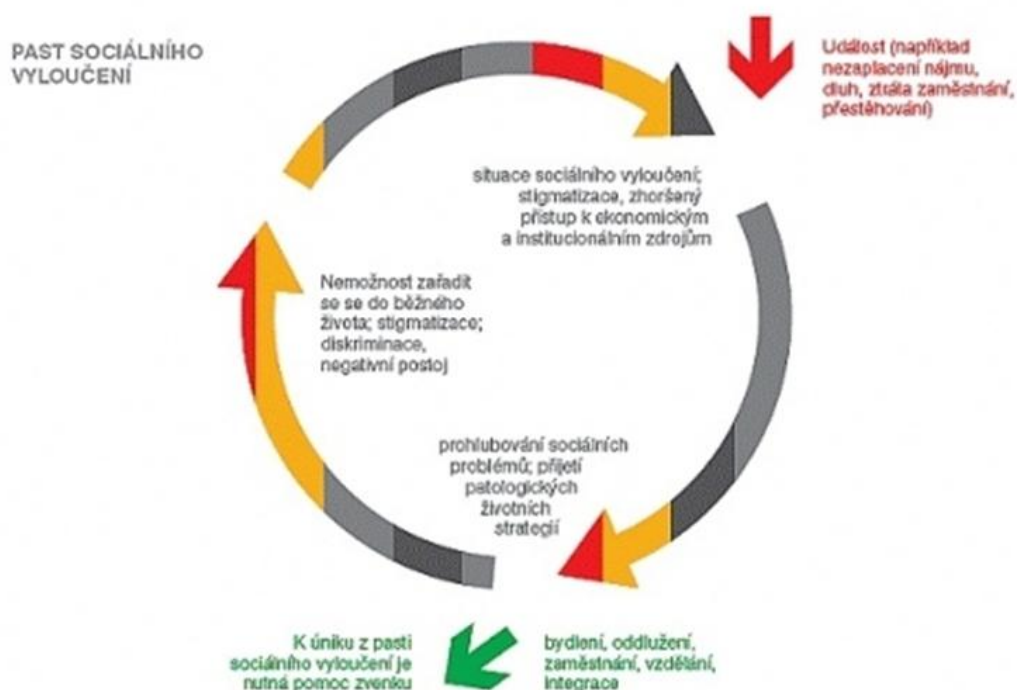 PAST SOCIÁLNÍHO
VYLOUČENÍ
Událost (například
nezaplacení nájmu,
dluh, ztráta zaměstnání,
přestěhování)
situace sociálního vyloučení;
stigmatizace, zhoršený
přístup k ekonomickým
a institucionálním zdrojům
Nemožnost zařadit
se se do běžného
života; stigmatizace;
diskriminace,
negativní postoj
prohlubování sociálních
problémů; přijetí
patologických
životních
strategií
K úniku z pasti
sociálního vyloučení je
nutná pomoc zvenku
bydlení, oddlužení,
zaměstnání, vzdělání,
integrace